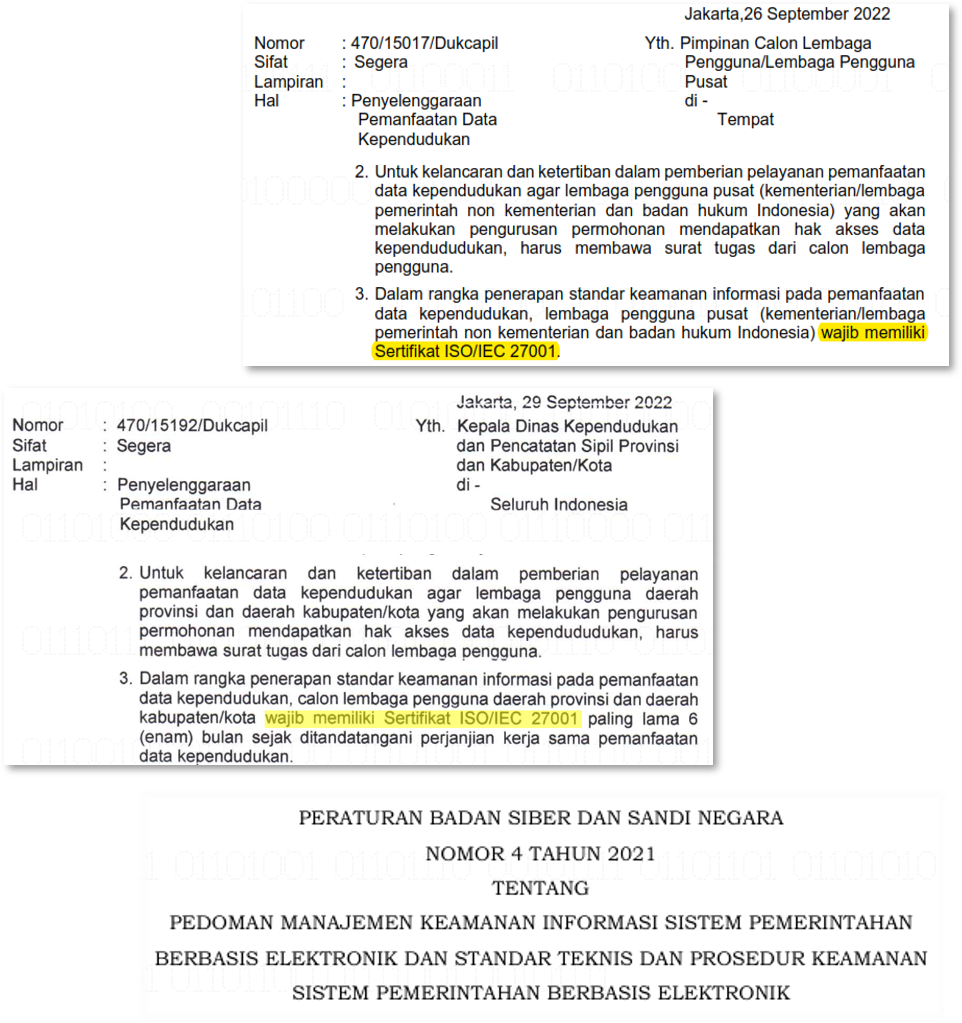 Jakarta,26 September 2022
Nomor : 470/15017/Dukcapil Yth. Pimpinan Calon Lembaga
Sifat : Segera Pengguna/Lembaga Pengguna
Lampiran : Pusat
Hal : Penyelenggaraan di -
Pemanfaatan Data Tempat
Kependudukan
2. Untuk kelancaran dan ketertiban dalam pemberian pelayanan pemanfaatan
data kependudukan agar lembaga pengguna pusat (kementerian/lembaga
pemerintah non kementerian dan badan hukum Indonesia) yang akan
melakukan pengurusan permohonan mendapatkan hak akses data
kependududukan, harus membawa surat tugas dari calon lembaga
pengguna.
3. Dalam rangka penerapan standar keamanan informasi pada pemanfaatan
data kependudukan, lembaga pengguna pusat (kementerian/lembaga
pemerintah non kementerian dan badan hukum Indonesia) wajib memiliki
Sertifikat ISO/IEC 27001.
Jakarta, 29 September 2022
Nomor : 470/15192/Dukcapil Yth. Kepala Dinas Kependudukan
Sifat : Segera dan Pencatatan Sipil Provinsi
Lampiran : dan Kabupaten/Kota
Hal : Penyelenggaraan di -
Pemanfaatan Data Seluruh Indonesia
Kependudukan
2. Untuk kelancaran dan ketertiban dalam pemberian pelayanan
pemanfaatan data kependudukan agar lembaga pengguna daerah
provinsi dan daerah kabupaten/kota yang akan melakukan pengurusan
permohonan mendapatkan hak akses data kependududukan, harus
membawa surat tugas dari calon lembaga pengguna.
3. Dalam rangka penerapan standar keamanan informasi pada pemanfaatan
data kependudukan, calon lembaga pengguna daerah provinsi dan daerah
kabupaten/kota wajib memiliki Sertifikat ISO/IEC 27001 paling lama 6
(enam) bulan sejak ditandatangani perjanjian kerja sama pemanfaatan
data kependudukan.
PERATURAN BADAN SIBER DAN SANDI NEGARA
NOMOR 4 TAHUN 2021
TENTANG
PEDOMAN MANAJEMEN KEAMANAN INFORMASI SISTEM PEMERINTAHAN
BERBASIS ELEKTRONIK DAN STANDAR TEKNIS DAN PROSEDUR KEAMANAN
SISTEM PEMERINTAHAN BERBASIS ELEKTRONIK